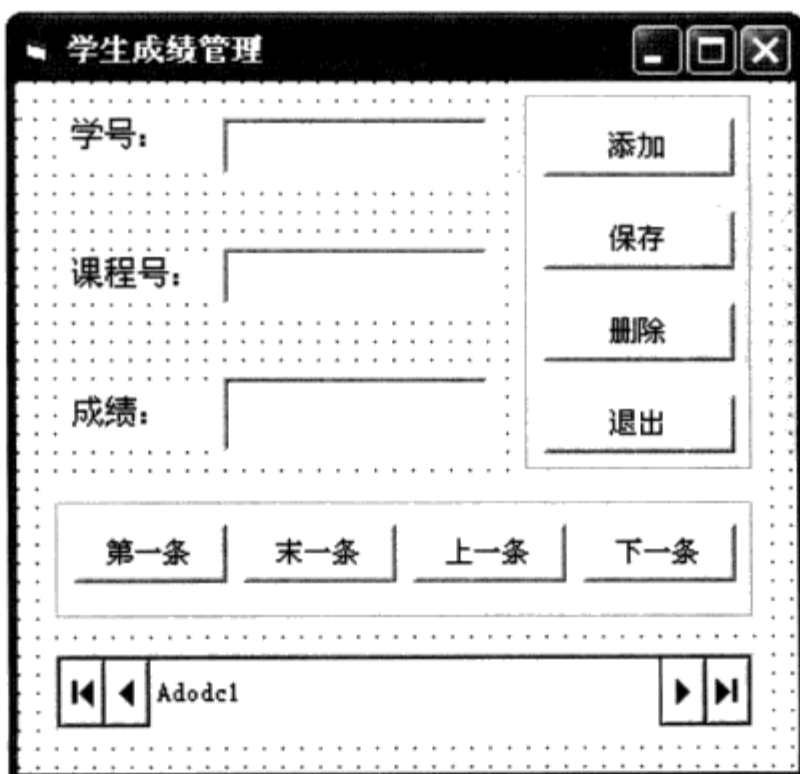 学生成绩管理
学号:
添加
课程号:
保存
删除
成绩:
退出
第一条 末一条 上一条 下一条
Adodc1